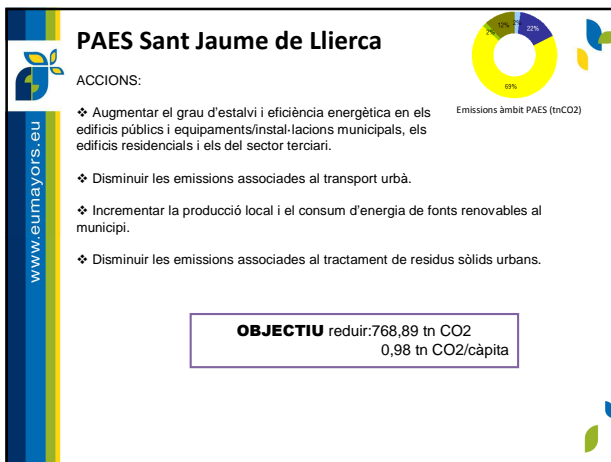 PAES Sant Jaume de Llierca
12%
2%
22%
2%
69%
Emissions àmbit PAES (tnCO2)
ACCIONS:
❖ Augmentar el grau d'estalvi i eficiència energètica en els
edificis públics i equipaments/instal·lacions municipals, els
edificis residencials i els del sector terciari.
❖ Disminuir les emissions associades al transport urbà.
❖ Incrementar la producció local i el consum d'energia de fonts renovables al
municipi.
❖ Disminuir les emissions associades al tractament de residus sòlids urbans.
OBJECTIU reduir:768,89 tn CO2
0,98 tn CO2/càpita
www.eumayors.eu